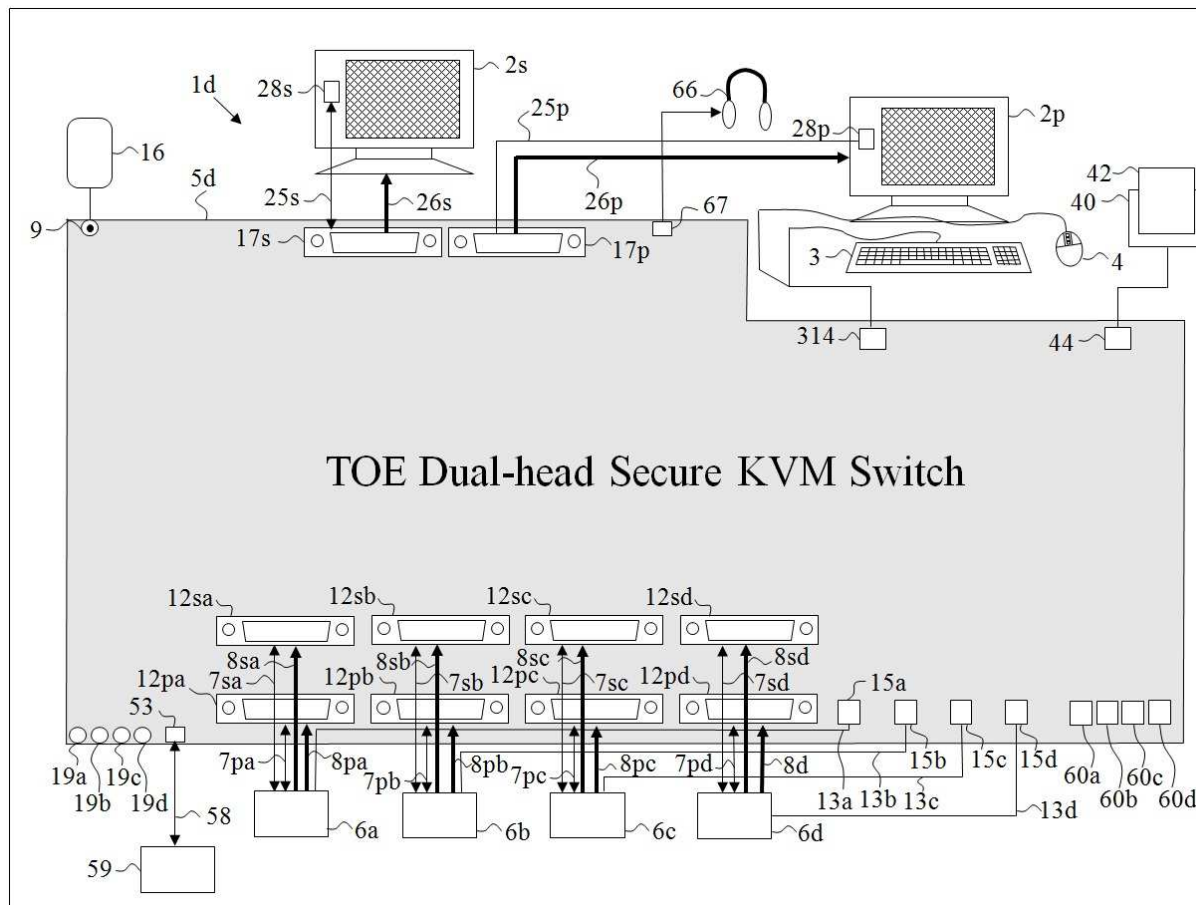 1d
28s
2s
66
25p
28p
2p
16
42
40
5d
25s
26s
26p
67
9
17s
17p
3
4
314
44
TOE Dual-head Secure KVM Switch
12sa
12sb
12sc
12sd
8sa
8sb
8sc
8sd
7sa
7sb
7sc
7sd
12pa
12pb
12pc
12pd
15a
53
19a
19b
19c
19d
7pa
8pa
7pb
8pb
7pc
8pc
7pd
8d
15b
15c
15d
60a
60b
60c
60d
13a
13b
13c
13d
58
6a
6b
6c
6d
59